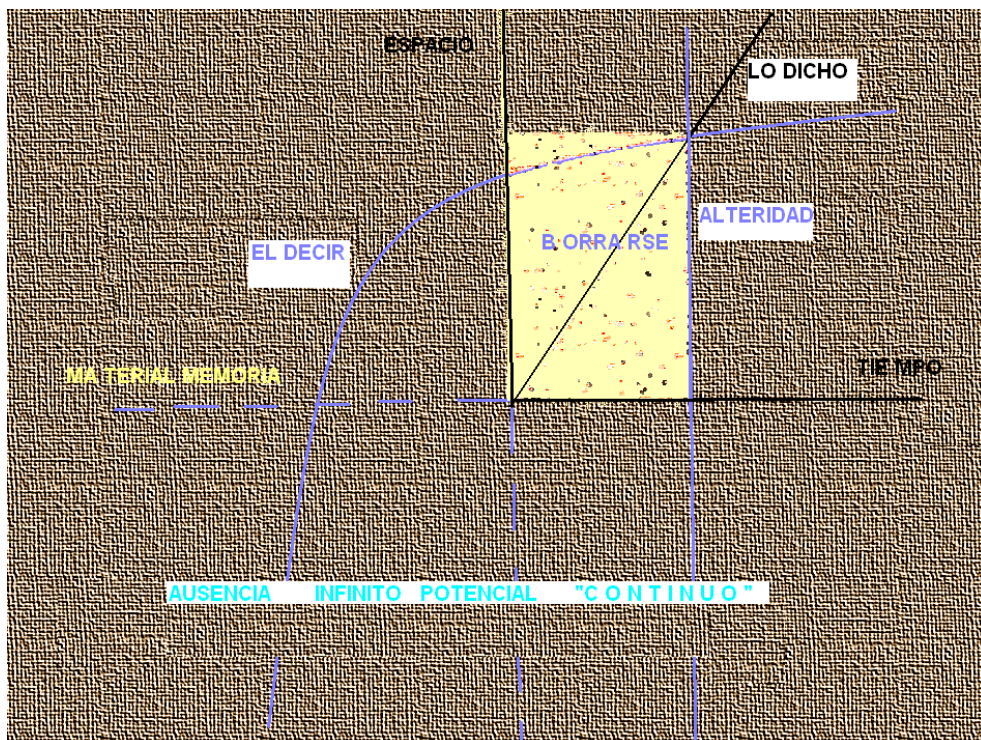 ESPACIO
LO DICHO
ALTERIDAD
B ORRA RSE
EL DECIR
TIE MPO
MA TERIAL MEMORIA
AUSENCIA INFINITO POTENCIAL "C O N T I N U O "